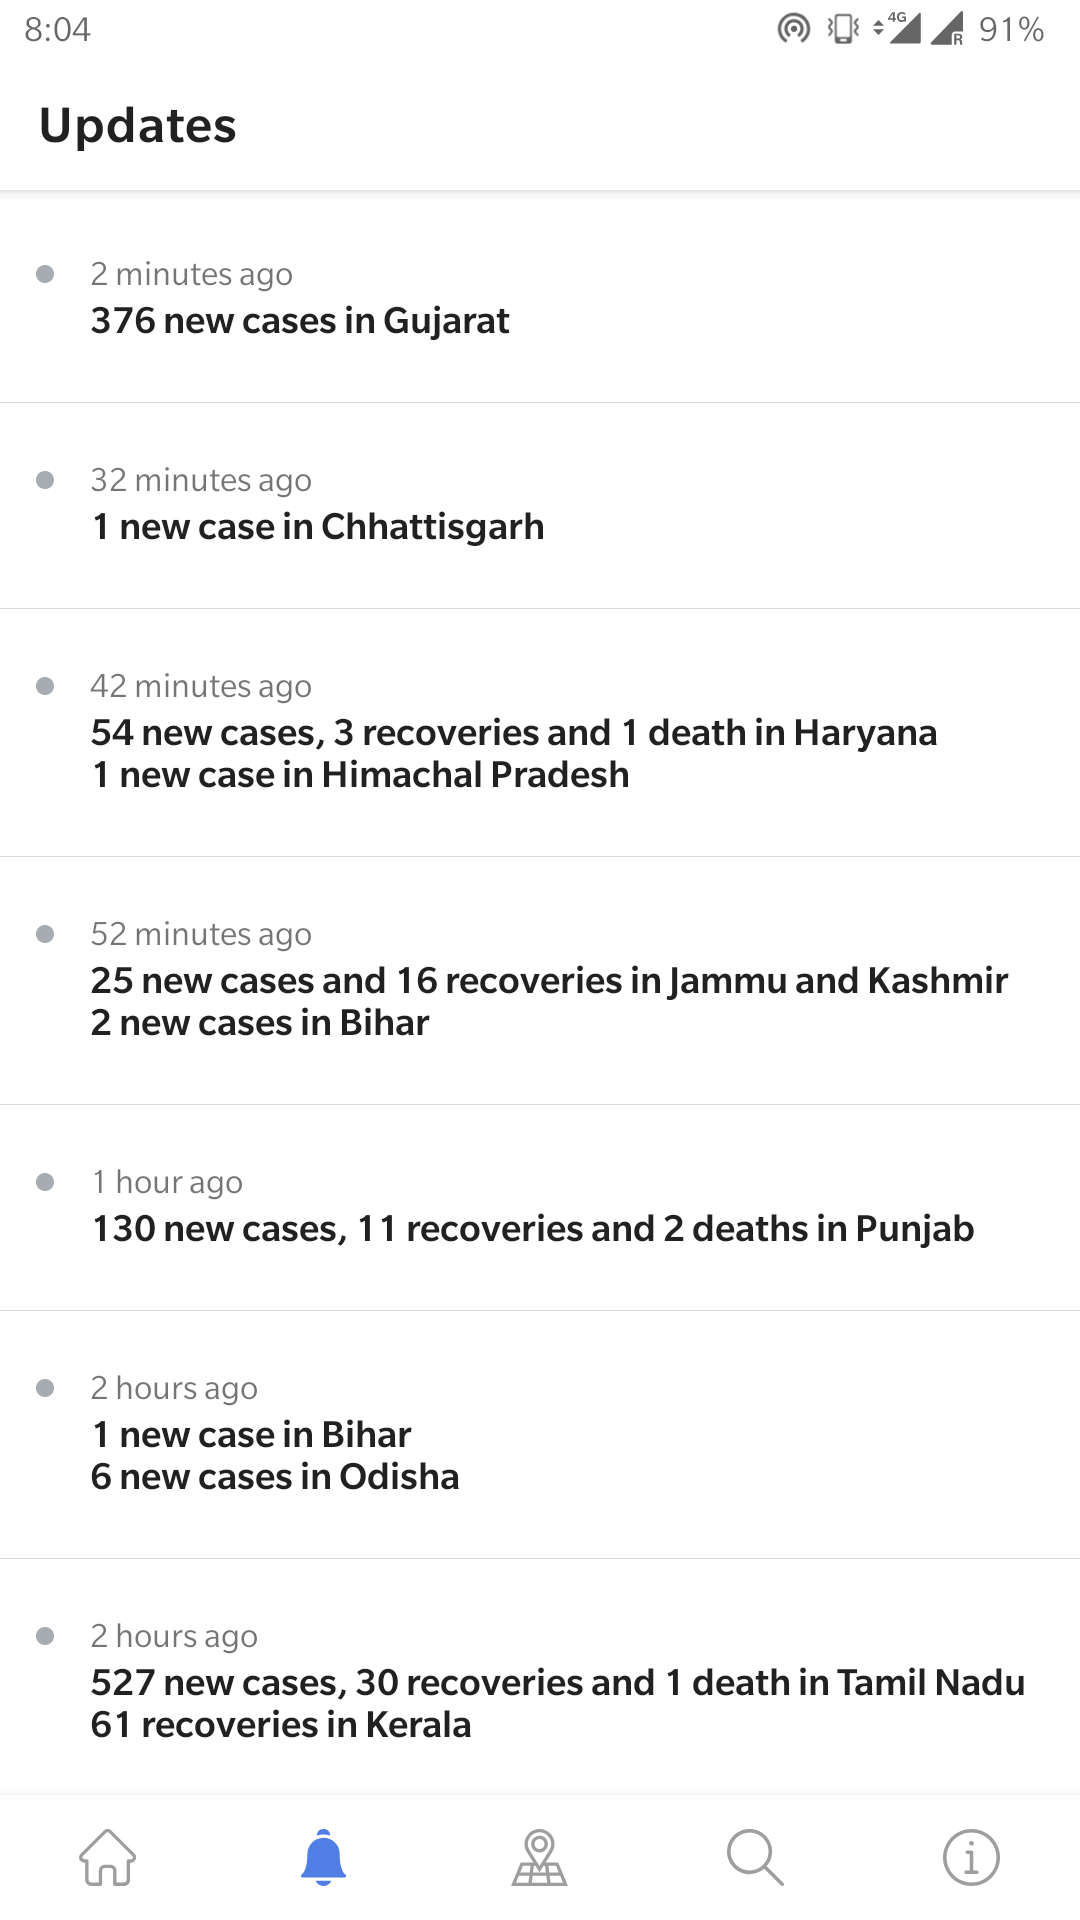 8:04
4G
R
91%
Updates
2 minutes ago
376 new cases in Gujarat
32 minutes ago
1 new case in Chhattisgarh
42 minutes ago
54 new cases, 3 recoveries and 1 death in Haryana
1 new case in Himachal Pradesh
52 minutes ago
25 new cases and 16 recoveries in Jammu and Kashmir
2 new cases in Bihar
1 hour ago
130 new cases, 11 recoveries and 2 deaths in Punjab
2 hours ago
1 new case in Bihar
6 new cases in Odisha
2 hours ago
527 new cases, 30 recoveries and 1 death in Tamil Nadu
61 recoveries in Kerala